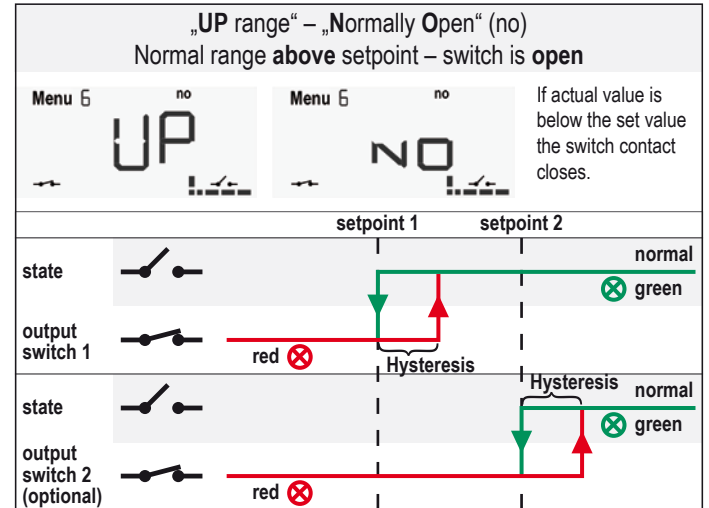 „UP range“ – „Normally Open“ (no)
Normal range above setpoint – switch is open
Menu 6 no
UP
Menu 6 no
NO
If actual value is
below the set value
the switch contact
closes.
setpoint 1 setpoint 2
state
normal
green
output
switch 1
red
Hysteresis
state
Hysteresis
normal
green
output
switch 2
(optional)
red